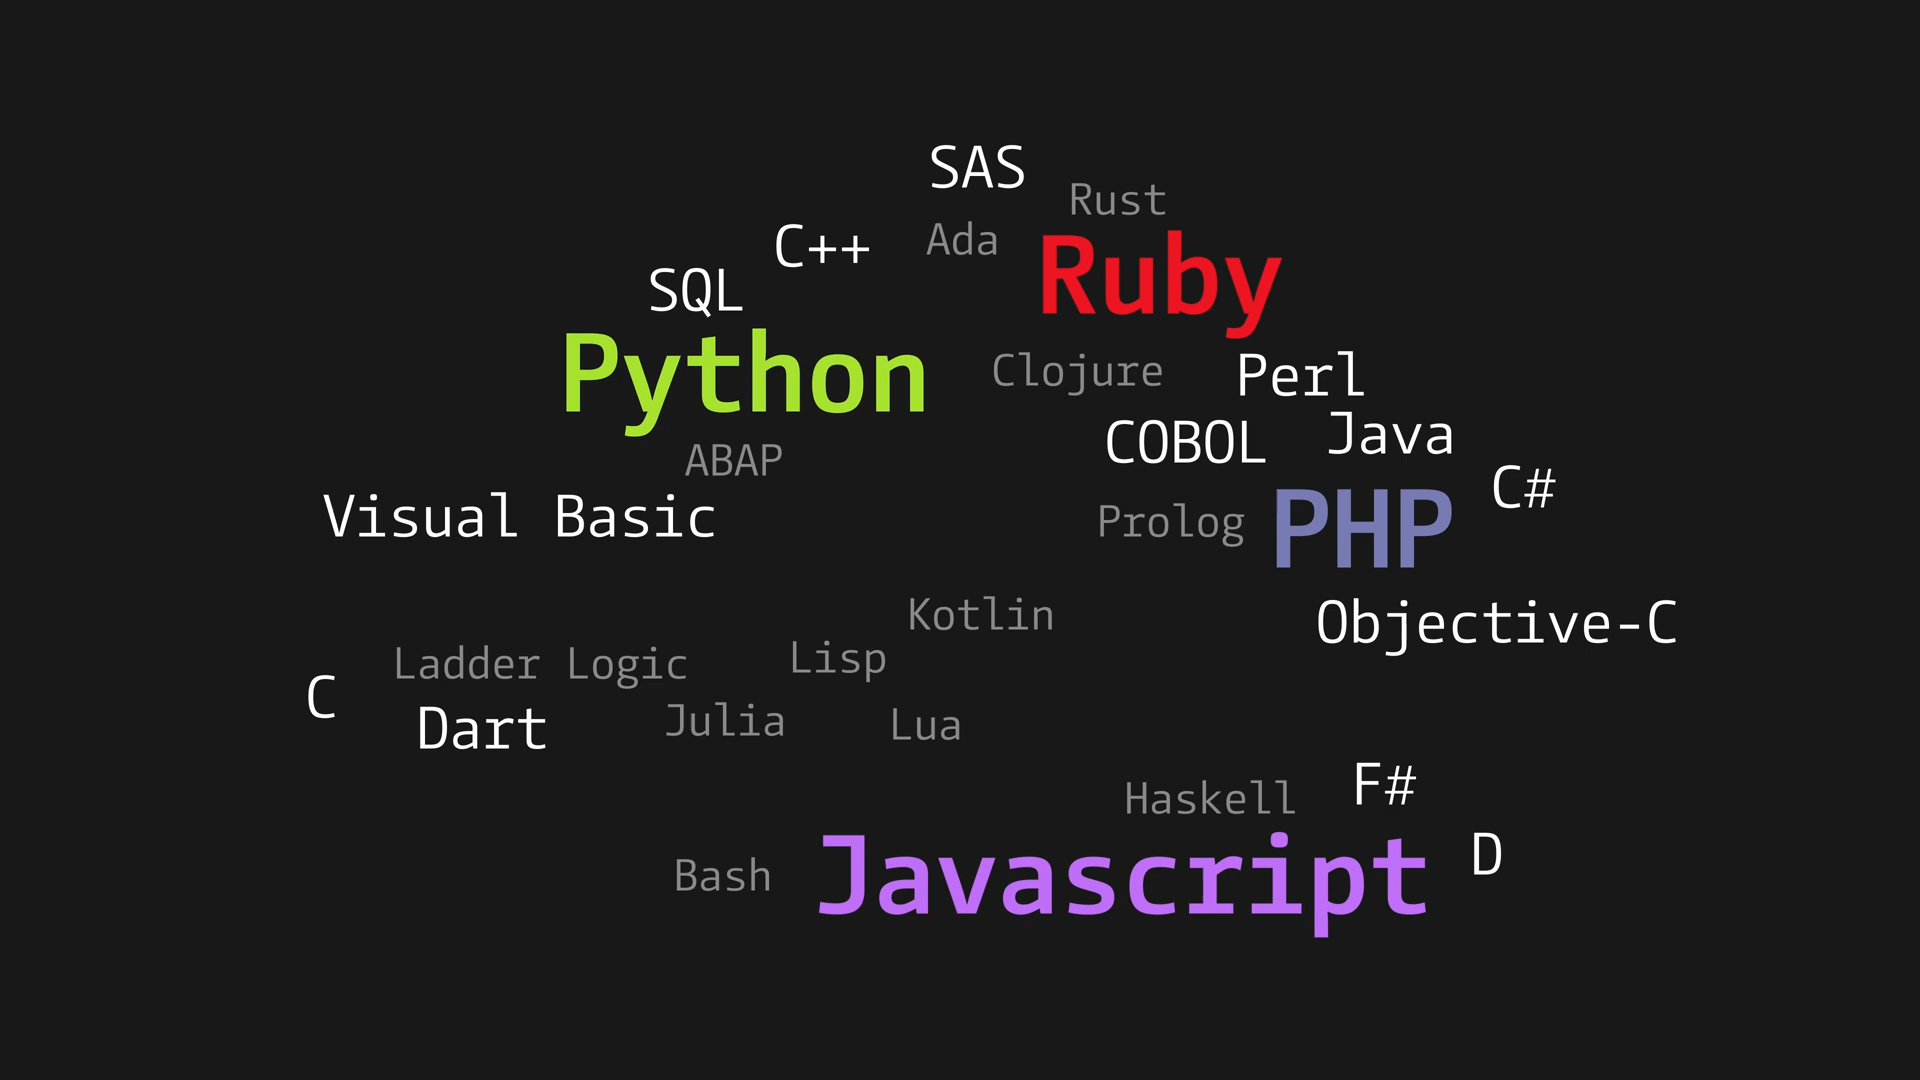 SAS
Rust
C++
Ada
Ruby
SQL
Python
Clojure
Perl
COBOL
Java
ABAP
C#
Visual Basic
Prolog
PHP
Kotlin
Objective-C
Ladder Logic
Lisp
C
Dart
Julia
Lua
Haskell
F#
Bash
Javascript
D